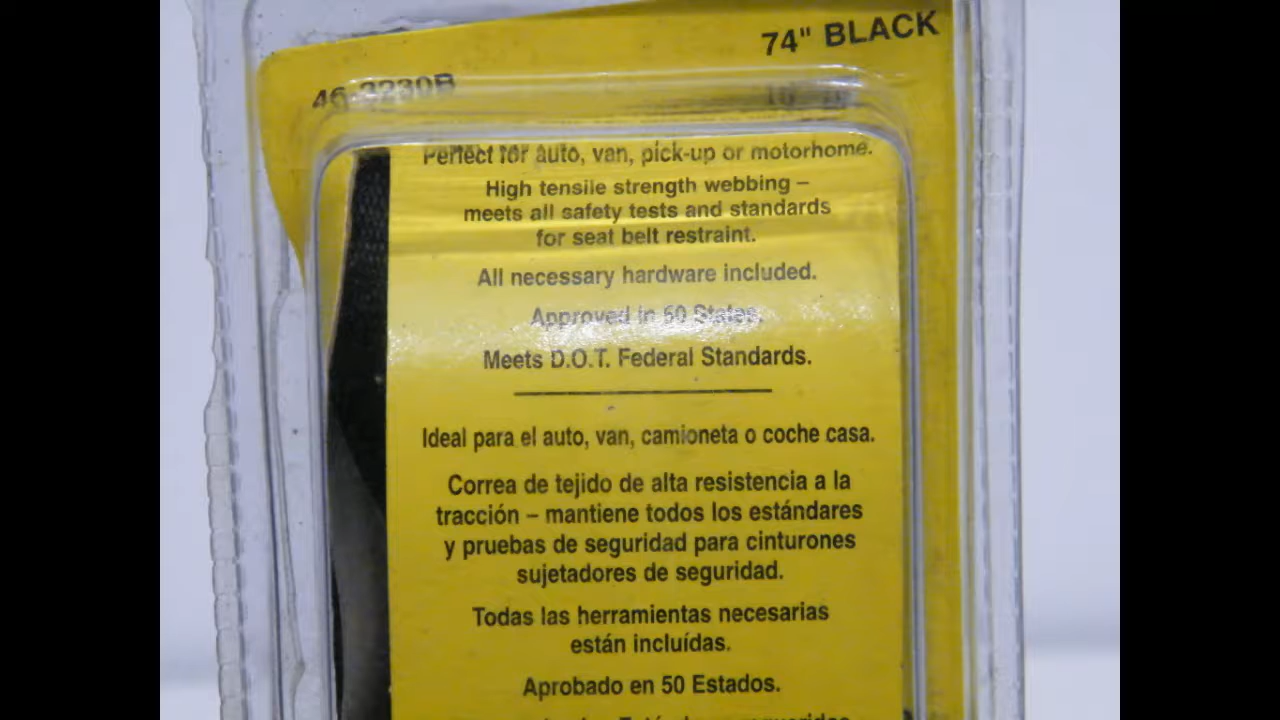 74" BLACK
46-3230B
Perfect for auto, van, pick-up or motorhome.
High tensile strength webbing –
meets all safety tests and standards
for seat belt restraint.
All necessary hardware included.
Approved in 50 States.
Meets D.O.T. Federal Standards.
Ideal para el auto, van, camioneta o coche casa.
Correa de tejido de alta resistencia a la
tracción – mantiene todos los estándares
y pruebas de seguridad para cinturones
sujetadores de seguridad.
Todas las herramientas necesarias
están incluídas.
Aprobado en 50 Estados.